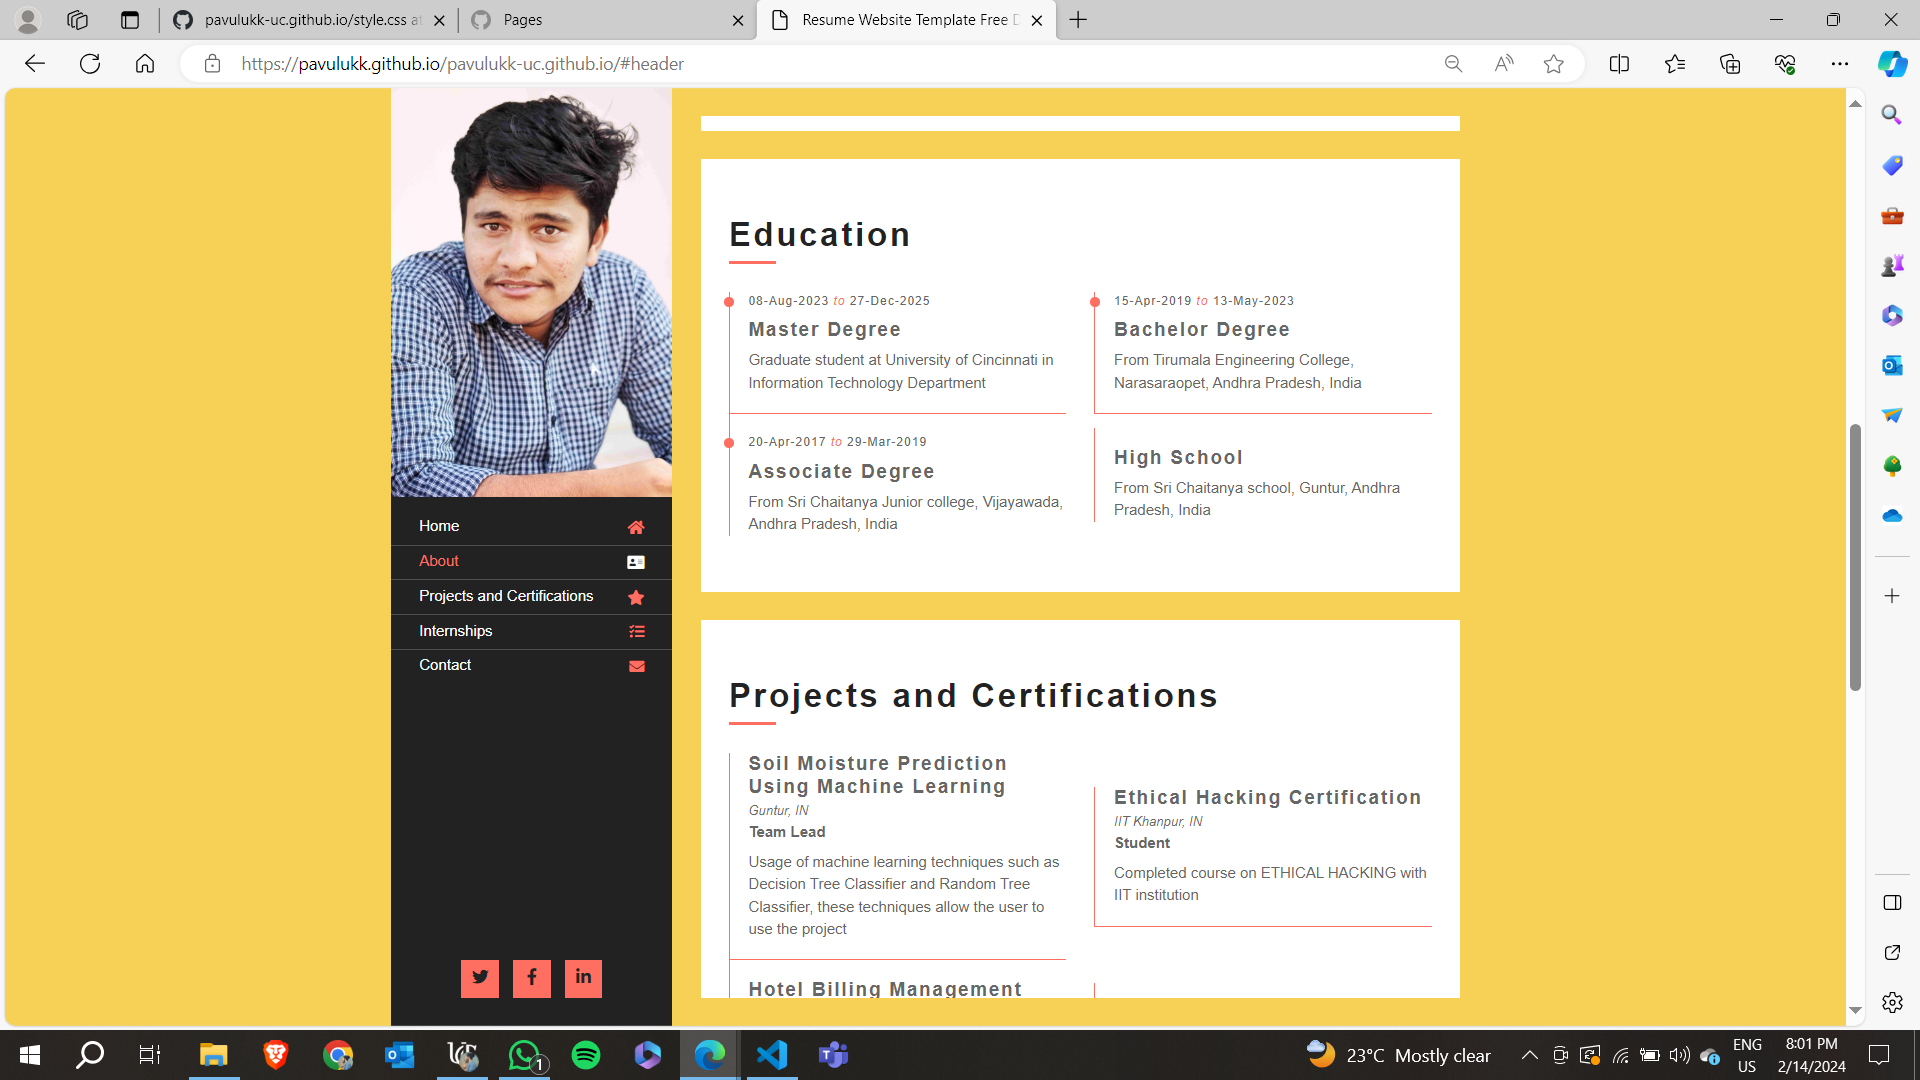 pavulukk-uc.github.io/style.css at
Pages
Resume Website Template Free D
https://pavulukk.github.io/pavulukk-uc.github.io/#header
Education
08-Aug-2023 to 27-Dec-2025
Master Degree
Graduate student at University of Cincinnati in
Information Technology Department
15-Apr-2019 to 13-May-2023
Bachelor Degree
From Tirumala Engineering College,
Narasaraopet, Andhra Pradesh, India
20-Apr-2017 to 29-Mar-2019
Associate Degree
From Sri Chaitanya Junior college, Vijayawada,
Andhra Pradesh, India
High School
From Sri Chaitanya school, Guntur, Andhra
Pradesh, India
Home
About
Projects and Certifications
Internships
Contact
Projects and Certifications
Soil Moisture Prediction
Using Machine Learning
Guntur, IN
Team Lead
Usage of machine learning techniques such as
Decision Tree Classifier and Random Tree
Classifier, these techniques allow the user to
use the project
Ethical Hacking Certification
IIT Khanpur, IN
Student
Completed course on ETHICAL HACKING with
IIT institution
Hotel Billing Management
1
23°C Mostly clear
ENG
US
8:01 PM
2/14/2024